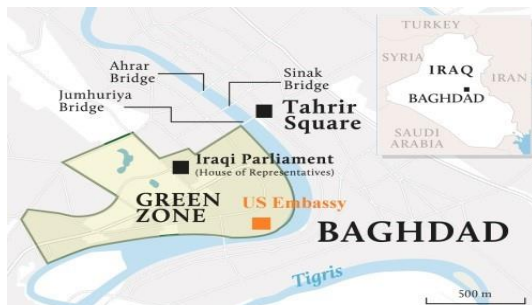 Ahrar
Bridge
Jumhuriya
Bridge
Sinak
Bridge
Tahrir
Square
Iraqi Parliament
(House of Representatives)
GREEN
ZONE
US Embassy
BAGHDAD
Tigris
500 m
TURKEY
SYRIA
IRAQ
IRAN
BAGHDAD
SAUDI
ARABIA